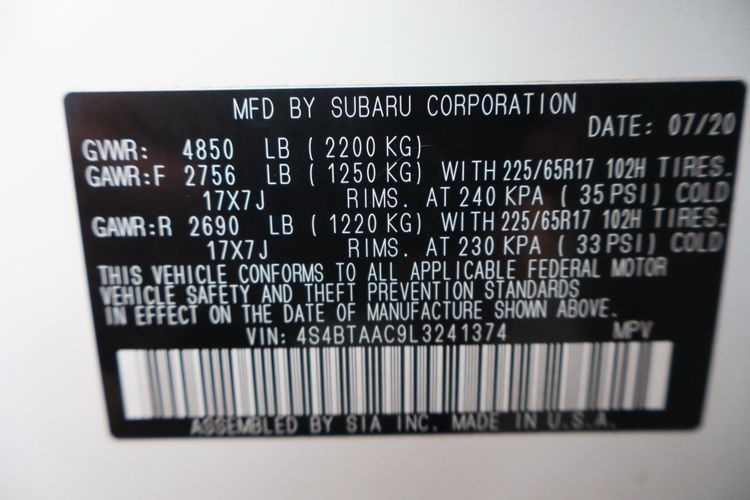 MFD BY SUBARU CORPORATION
DATE: 07/20
GVWR: 4850 LB (2200 KG)
GAWR:F 2756 LB (1250 KG) WITH 225/65R17 102H TIRES.
17X7J RIMS. AT 240 KPA (35 PSI) COLD
GAWR:R 2690 LB (1220 KG) WITH 225/65R17 102H TIRES.
17X7J RIMS. AT 230 KPA (33 PSI) COLD
THIS VEHICLE CONFORMS TO ALL APPLICABLE FEDERAL MOTOR
VEHICLE SAFETY AND THEFT PREVENTION STANDARDS
IN EFFECT ON THE DATE OF MANUFACTURE SHOWN ABOVE.
VIN: 4S4BTAAC9L3241374 MPV
ASSEMBLED BY SIA INC. MADE IN U.S.A.